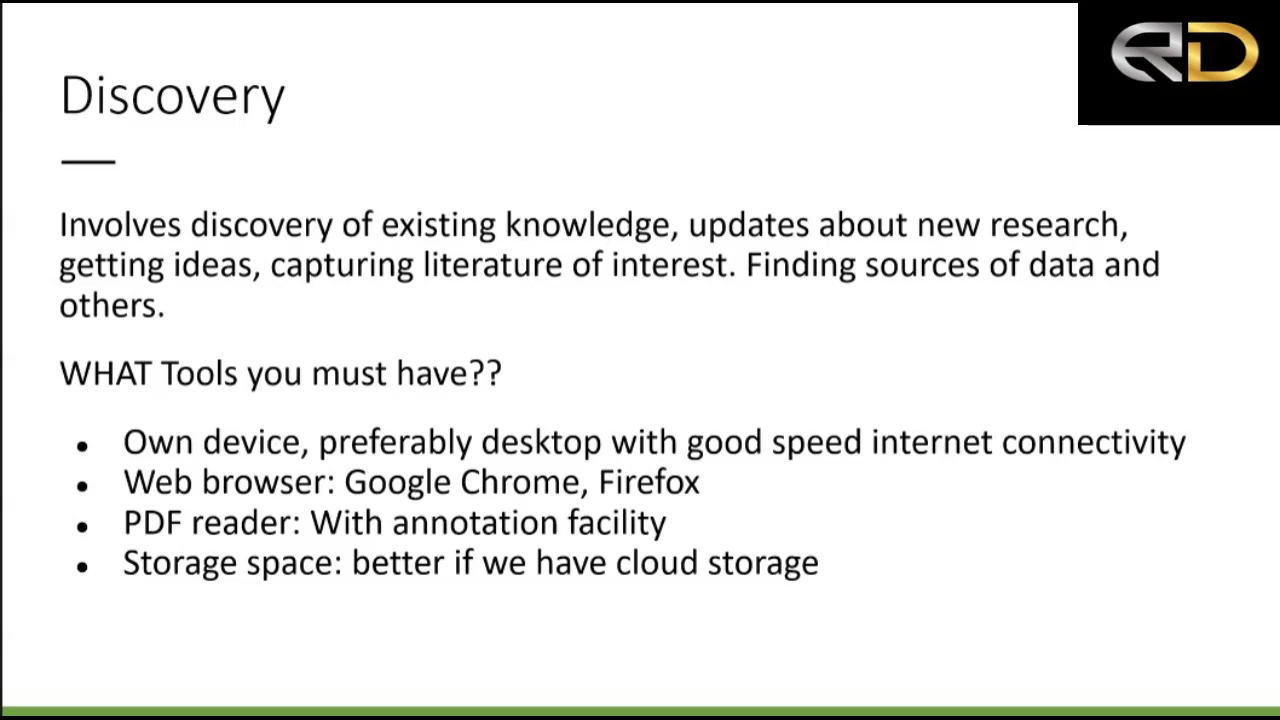 RD
Discovery
Involves discovery of existing knowledge, updates about new research,
getting ideas, capturing literature of interest. Finding sources of data and
others.
WHAT Tools you must have??
● Own device, preferably desktop with good speed internet connectivity
● Web browser: Google Chrome, Firefox
● PDF reader: With annotation facility
● Storage space: better if we have cloud storage